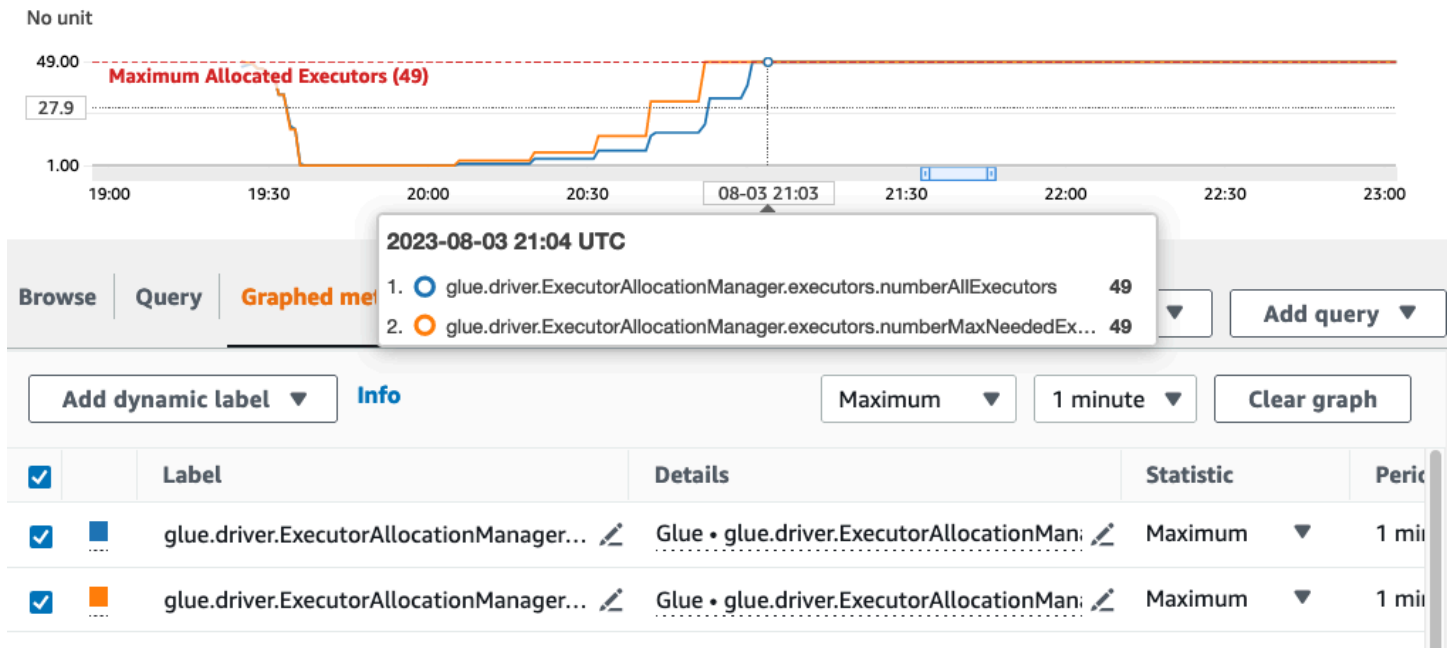 No unit
49.00
Maximum Allocated Executors (49)
27.9
1.00
19:00 19:30 20:00 20:30 08-03 21:03 21:30 22:00 22:30 23:00
2023-08-03 21:04 UTC
1. glue.driver.ExecutorAllocationManager.executors.numberAllExecutors 49
2. glue.driver.ExecutorAllocationManager.executors.numberMaxNeededEx... 49
Browse Query Graphed me Add query
Add dynamic label Info Maximum 1 minute Clear graph
Label Details Statistic Perio
glue.driver.ExecutorAllocationManager... Glue • glue.driver.ExecutorAllocationMan Maximum 1 mi
glue.driver.ExecutorAllocationManager... Glue • glue.driver.ExecutorAllocationMan Maximum 1 mi